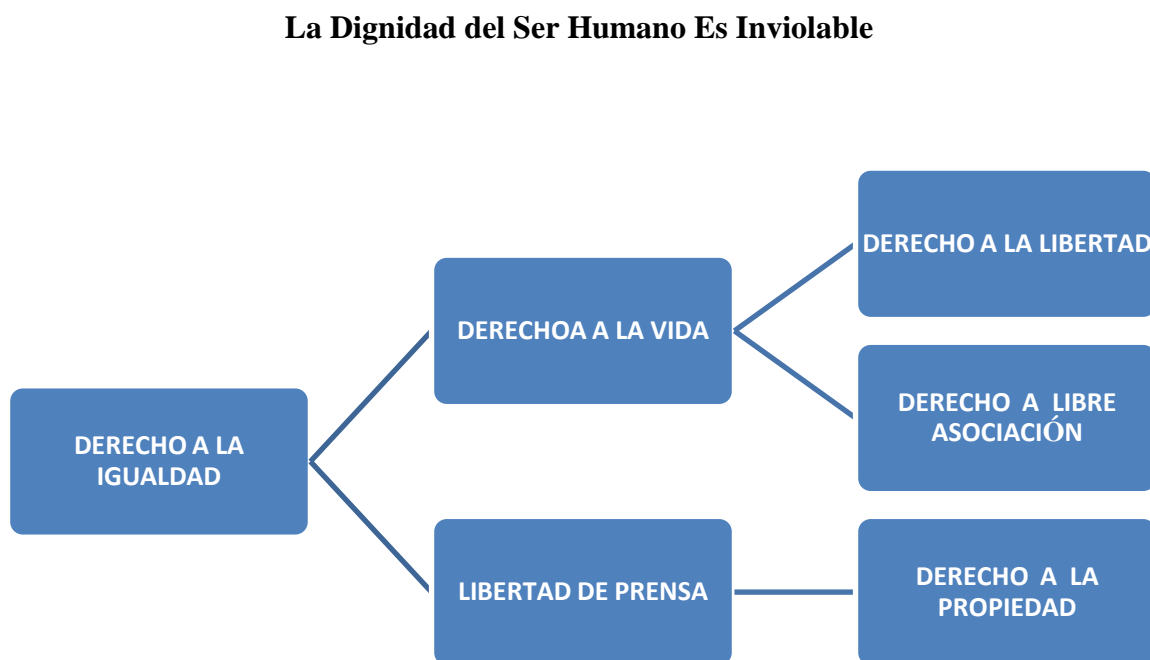 La Dignidad del Ser Humano Es Inviolable
DERECHO A LA LIBERTAD
DERECHOA A LA VIDA
DERECHO A LIBRE
ASOCIACIÓN
DERECHO A LA
IGUALDAD
LIBERTAD DE PRENSA
DERECHO A LA
PROPIEDAD